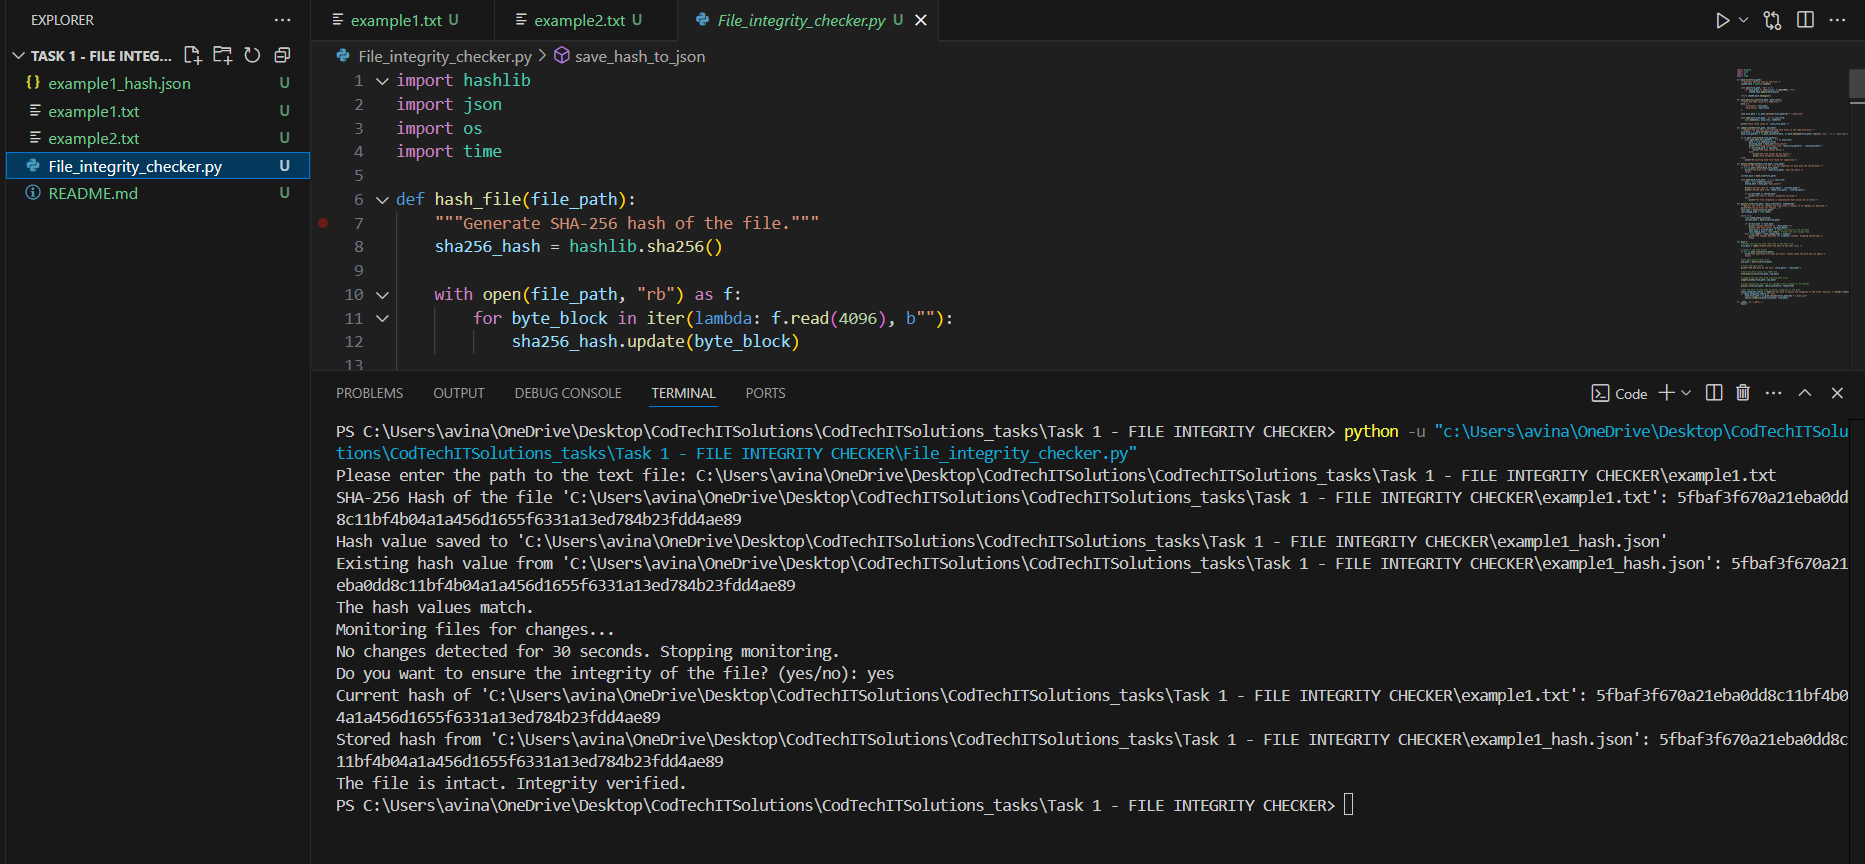 EXPLORER
TASK 1 - FILE INTEG...
example1_hash.json U
example1.txt U
example2.txt U
File_integrity_checker.py U
README.md U
example1.txt U
example2.txt U
File_integrity_checker.py U
File_integrity_checker.py > save_hash_to_json
1 import hashlib
2 import json
3 import os
4 import time
5
6 def hash_file(file_path):
7 """Generate SHA-256 hash of the file."""
8 sha256_hash = hashlib.sha256()
9
10 with open(file_path, "rb") as f:
11 for byte_block in iter(lambda: f.read(4096), b""):
12 sha256_hash.update(byte_block)
13
PROBLEMS OUTPUT DEBUG CONSOLE TERMINAL PORTS
Code
PS C:\Users\avina\OneDrive\Desktop\CodTechITSolutions\CodTechITSolutions_tasks\Task 1 - FILE INTEGRITY CHECKER> python -u "c:\Users\avina\OneDrive\Desktop\CodTechITSolu
tions\CodTechITSolutions_tasks\Task 1 - FILE INTEGRITY CHECKER\File_integrity_checker.py"
Please enter the path to the text file: C:\Users\avina\OneDrive\Desktop\CodTechITSolutions\CodTechITSolutions_tasks\Task 1 - FILE INTEGRITY CHECKER\example1.txt
SHA-256 Hash of the file 'C:\Users\avina\OneDrive\Desktop\CodTechITSolutions\CodTechITSolutions_tasks\Task 1 - FILE INTEGRITY CHECKER\example1.txt': 5fbaf3f670a21eba0dd
8c11bf4b04a1a456d1655f6331a13ed784b23fdd4ae89
Hash value saved to 'C:\Users\avina\OneDrive\Desktop\CodTechITSolutions\CodTechITSolutions_tasks\Task 1 - FILE INTEGRITY CHECKER\example1_hash.json'
Existing hash value from 'C:\Users\avina\OneDrive\Desktop\CodTechITSolutions\CodTechITSolutions_tasks\Task 1 - FILE INTEGRITY CHECKER\example1_hash.json': 5fbaf3f670a21
eba0dd8c11bf4b04a1a456d1655f6331a13ed784b23fdd4ae89
The hash values match.
Monitoring files for changes...
No changes detected for 30 seconds. Stopping monitoring.
Do you want to ensure the integrity of the file? (yes/no): yes
Current hash of 'C:\Users\avina\OneDrive\Desktop\CodTechITSolutions\CodTechITSolutions_tasks\Task 1 - FILE INTEGRITY CHECKER\example1.txt': 5fbaf3f670a21eba0dd8c11bf4b0
4a1a456d1655f6331a13ed784b23fdd4ae89
Stored hash from 'C:\Users\avina\OneDrive\Desktop\CodTechITSolutions\CodTechITSolutions_tasks\Task 1 - FILE INTEGRITY CHECKER\example1_hash.json': 5fbaf3f670a21eba0dd8c
11bf4b04a1a456d1655f6331a13ed784b23fdd4ae89
The file is intact. Integrity verified.
PS C:\Users\avina\OneDrive\Desktop\CodTechITSolutions\CodTechITSolutions_tasks\Task 1 - FILE INTEGRITY CHECKER>